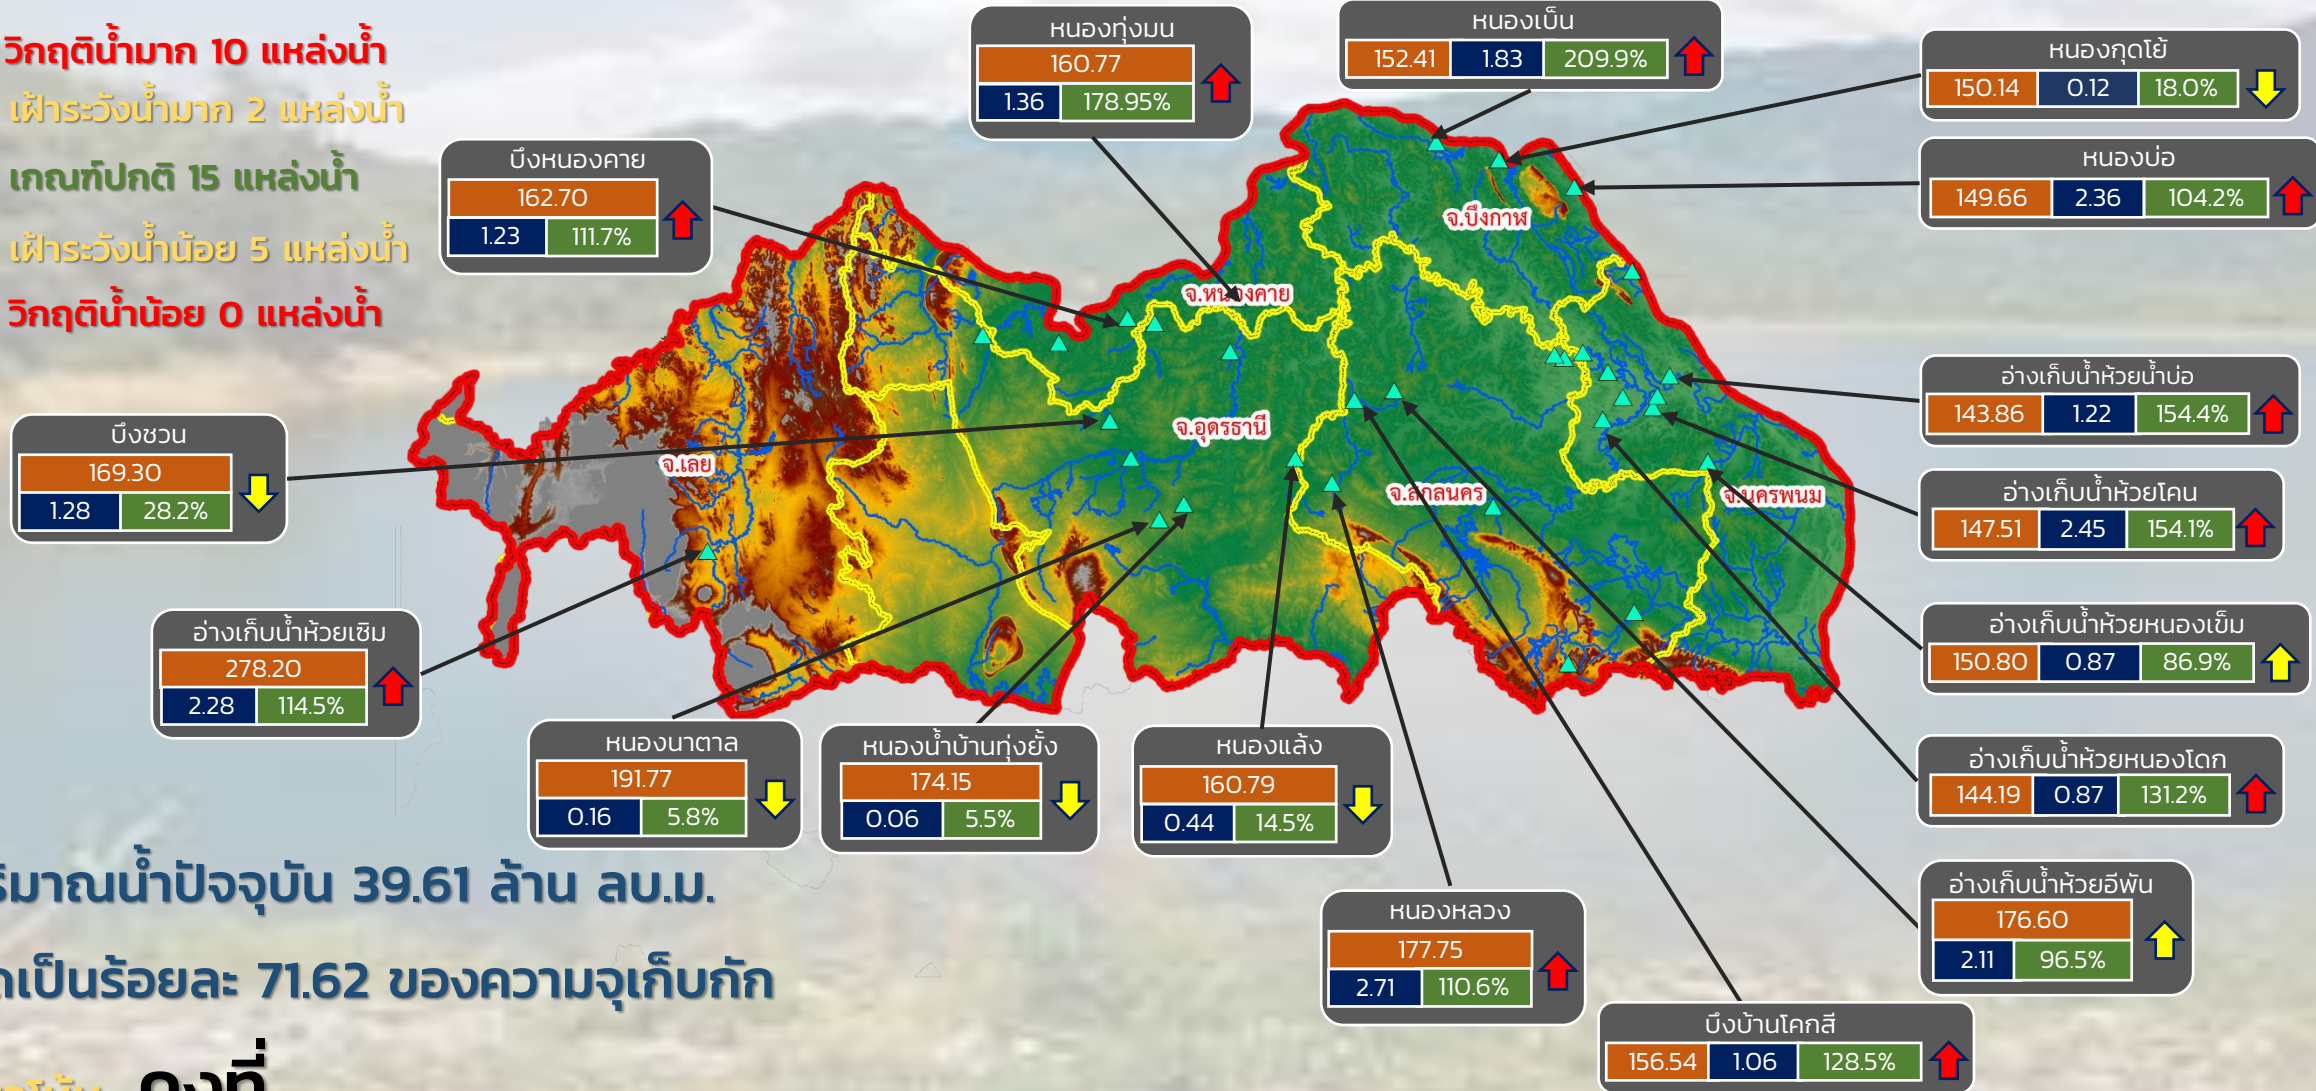 วิกฤติน้ำมาก 10 แหล่งน้ำ
เฝ้าระวังน้ำมาก 2 แหล่งน้ำ
เกณฑ์ปกติ 15 แหล่งน้ำ
เฝ้าระวังน้ำน้อย 5 แหล่งน้ำ
วิกฤติน้ำน้อย 0 แหล่งน้ำ
หนองทุ่งมน
160.77
1.36 178.95%
หนองเบ็น
152.41 1.83 209.9%
หนองกุดโย้
150.14 0.12 18.0%
หนองบ่อ
149.66 2.36 104.2%
บึงหนองคาย
162.70
1.23 111.7%
จ.บึงกาฬ
จ.หนองคาย
จ.อุดรธานี
จ.เลย
จ.สกลนคร
จ.นครพนม
บึงชวน
169.30
1.28 28.2%
อ่างเก็บน้ำห้วยน้ำบ่อ
143.86 1.22 154.4%
อ่างเก็บน้ำห้วยโคน
147.51 2.45 154.1%
อ่างเก็บน้ำห้วยหนองเข็ม
150.80 0.87 86.9%
อ่างเก็บน้ำห้วยหนองโดก
144.19 0.87 131.2%
อ่างเก็บน้ำห้วยอีพัน
176.60
2.11 96.5%
อ่างเก็บน้ำห้วยเซิม
278.20
2.28 114.5%
หนองนาตาล
191.77
0.16 5.8%
หนองน้ำบ้านทุ่งยั้ง
174.15
0.06 5.5%
หนองแล้ง
160.79
0.44 14.5%
หนองหลวง
177.75
2.71 110.6%
บึงบ้านโคกสี
156.54 1.06 128.5%
ริมาณน้ำปัจจุบัน 39.61 ล้าน ลบ.ม.
ดเป็นร้อยละ 71.62 ของความจุเก็บกัก
คงที่